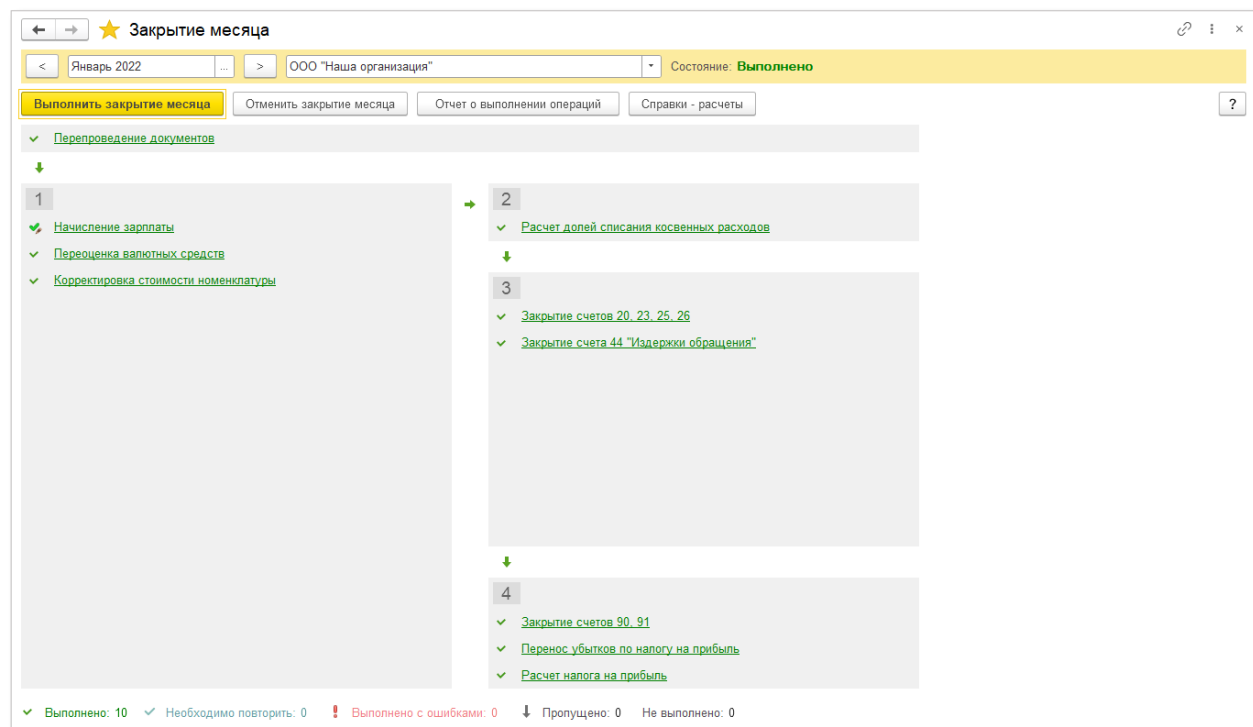 Закрытие месяца
< Январь 2022 ... > ООО "Наша организация" Состояние: Выполнено
Выполнить закрытие месяца Отменить закрытие месяца Отчет о выполнении операций Справки - расчеты ?
Перепроведение документов
1
Начисление зарплаты
Переоценка валютных средств
Корректировка стоимости номенклатуры
2
Расчет долей списания косвенных расходов
3
Закрытие счетов 20, 23, 25, 26
Закрытие счета 44 "Издержки обращения"
4
Закрытие счетов 90, 91
Перенос убытков по налогу на прибыль
Расчет налога на прибыль
Выполнено: 10 Необходимо повторить: 0 Выполнено с ошибками: 0 Пропущено: 0 Не выполнено: 0